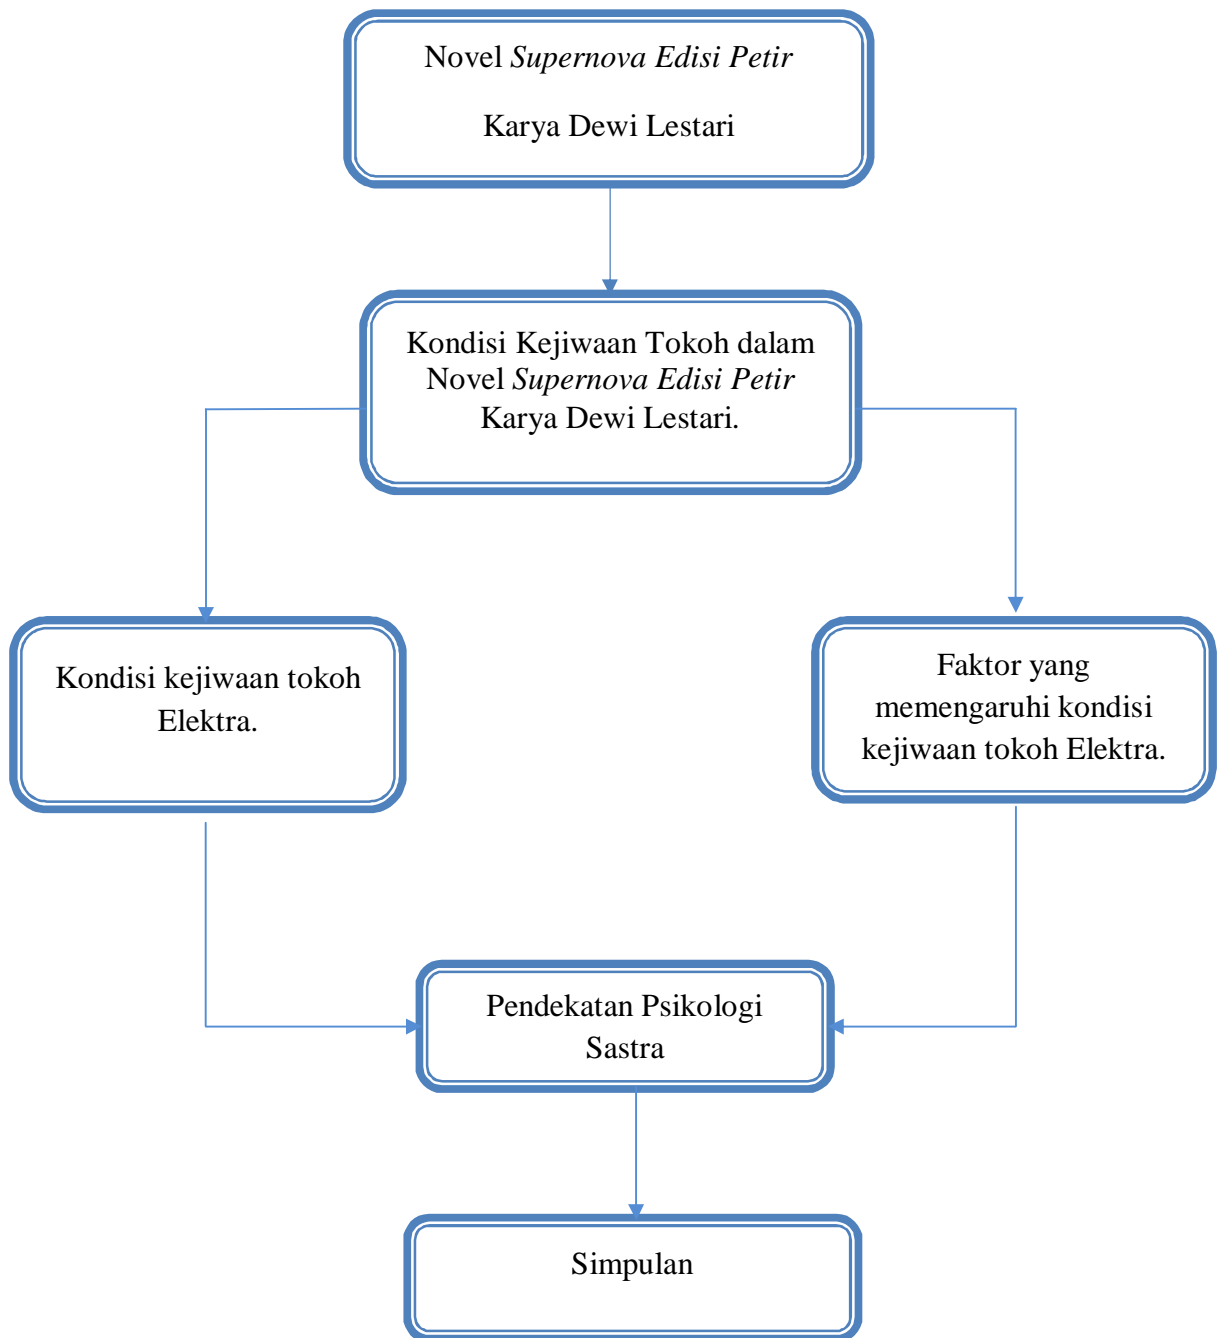 Novel Supernova Edisi Petir
Karya Dewi Lestari
Kondisi Kejiwaan Tokoh dalam
Novel Supernova Edisi Petir
Karya Dewi Lestari.
Kondisi kejiwaan tokoh
Elektra.
Faktor yang
memengaruhi kondisi
kejiwaan tokoh Elektra.
Pendekatan Psikologi
Sastra
Simpulan